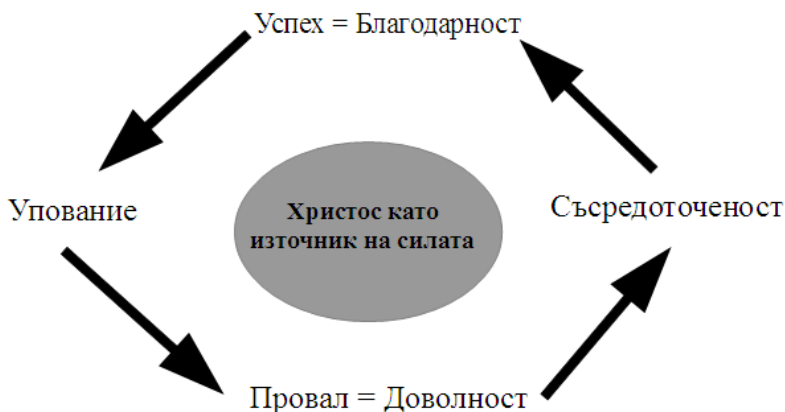 Успех = Благодарност
Упование
Христос като
източник на силата
Съсредоточеност
Провал = Доволност